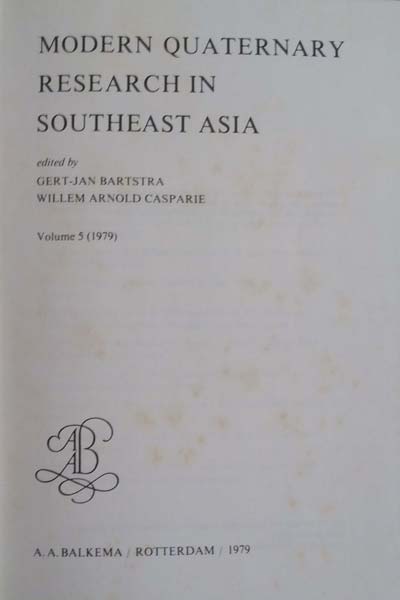 MODERN QUATERNARY
RESEARCH IN
SOUTHEAST ASIA
edited by
GERT-JAN BARTSTRA
WILLEM ARNOLD CASPARIE
Volume 5 (1979)
AAB
A.A. BALKEMA / ROTTERDAM / 1979